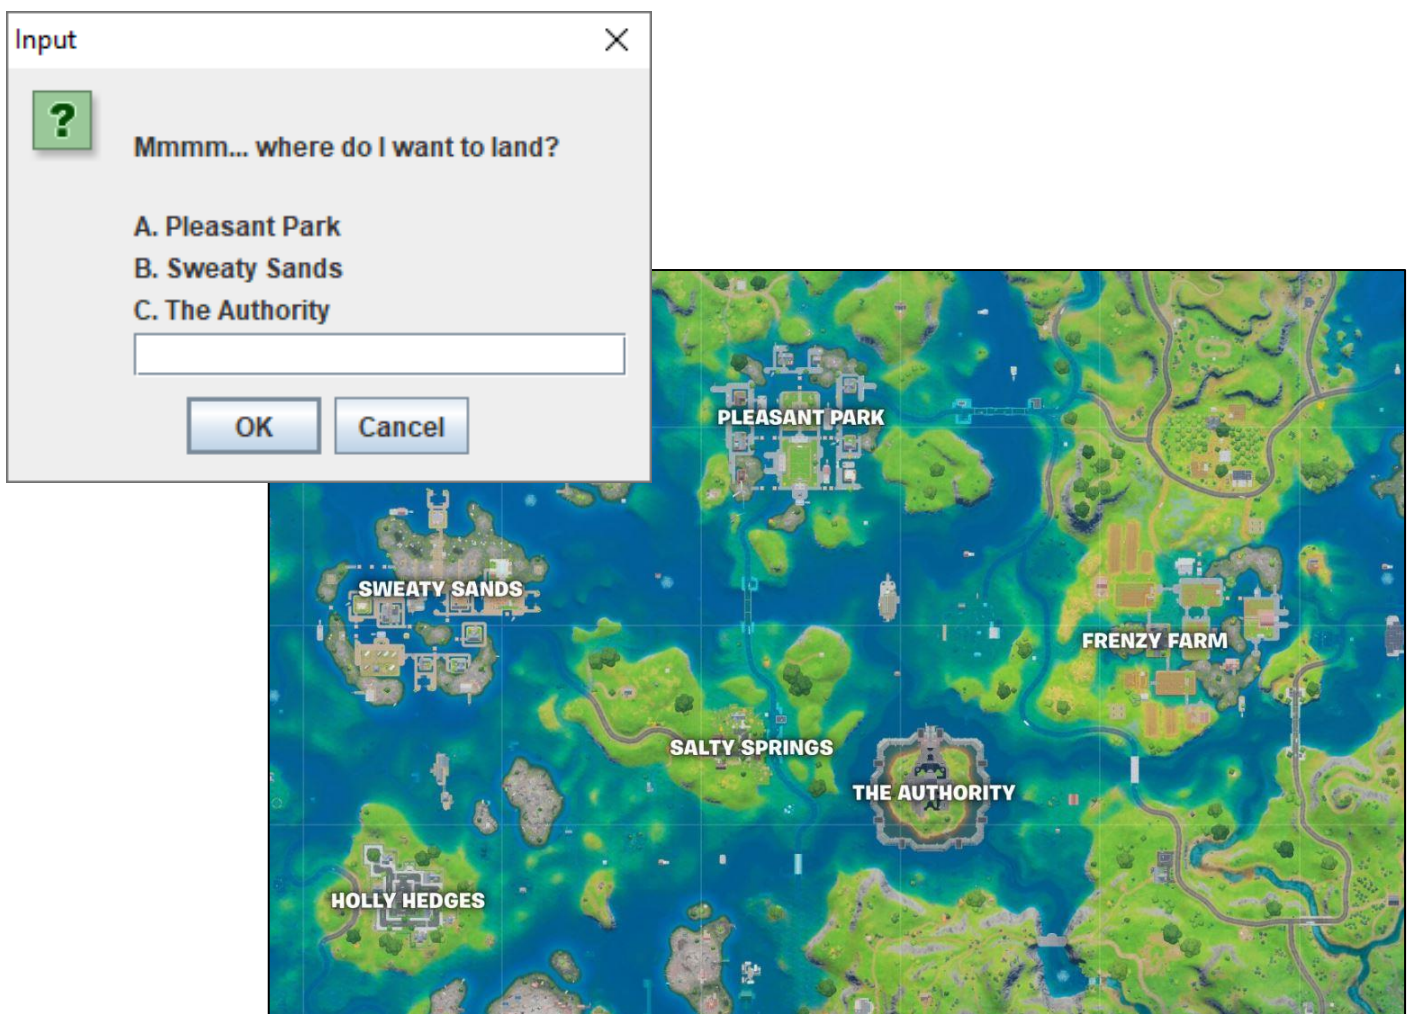 Input
?
Mmmm... where do I want to land?
A. Pleasant Park
B. Sweaty Sands
C. The Authority
OK Cancel
PLEASANT PARK
SWEATY SANDS
FRENZY FARM
SALTY SPRINGS
THE AUTHORITY
HOLLY HEDGES